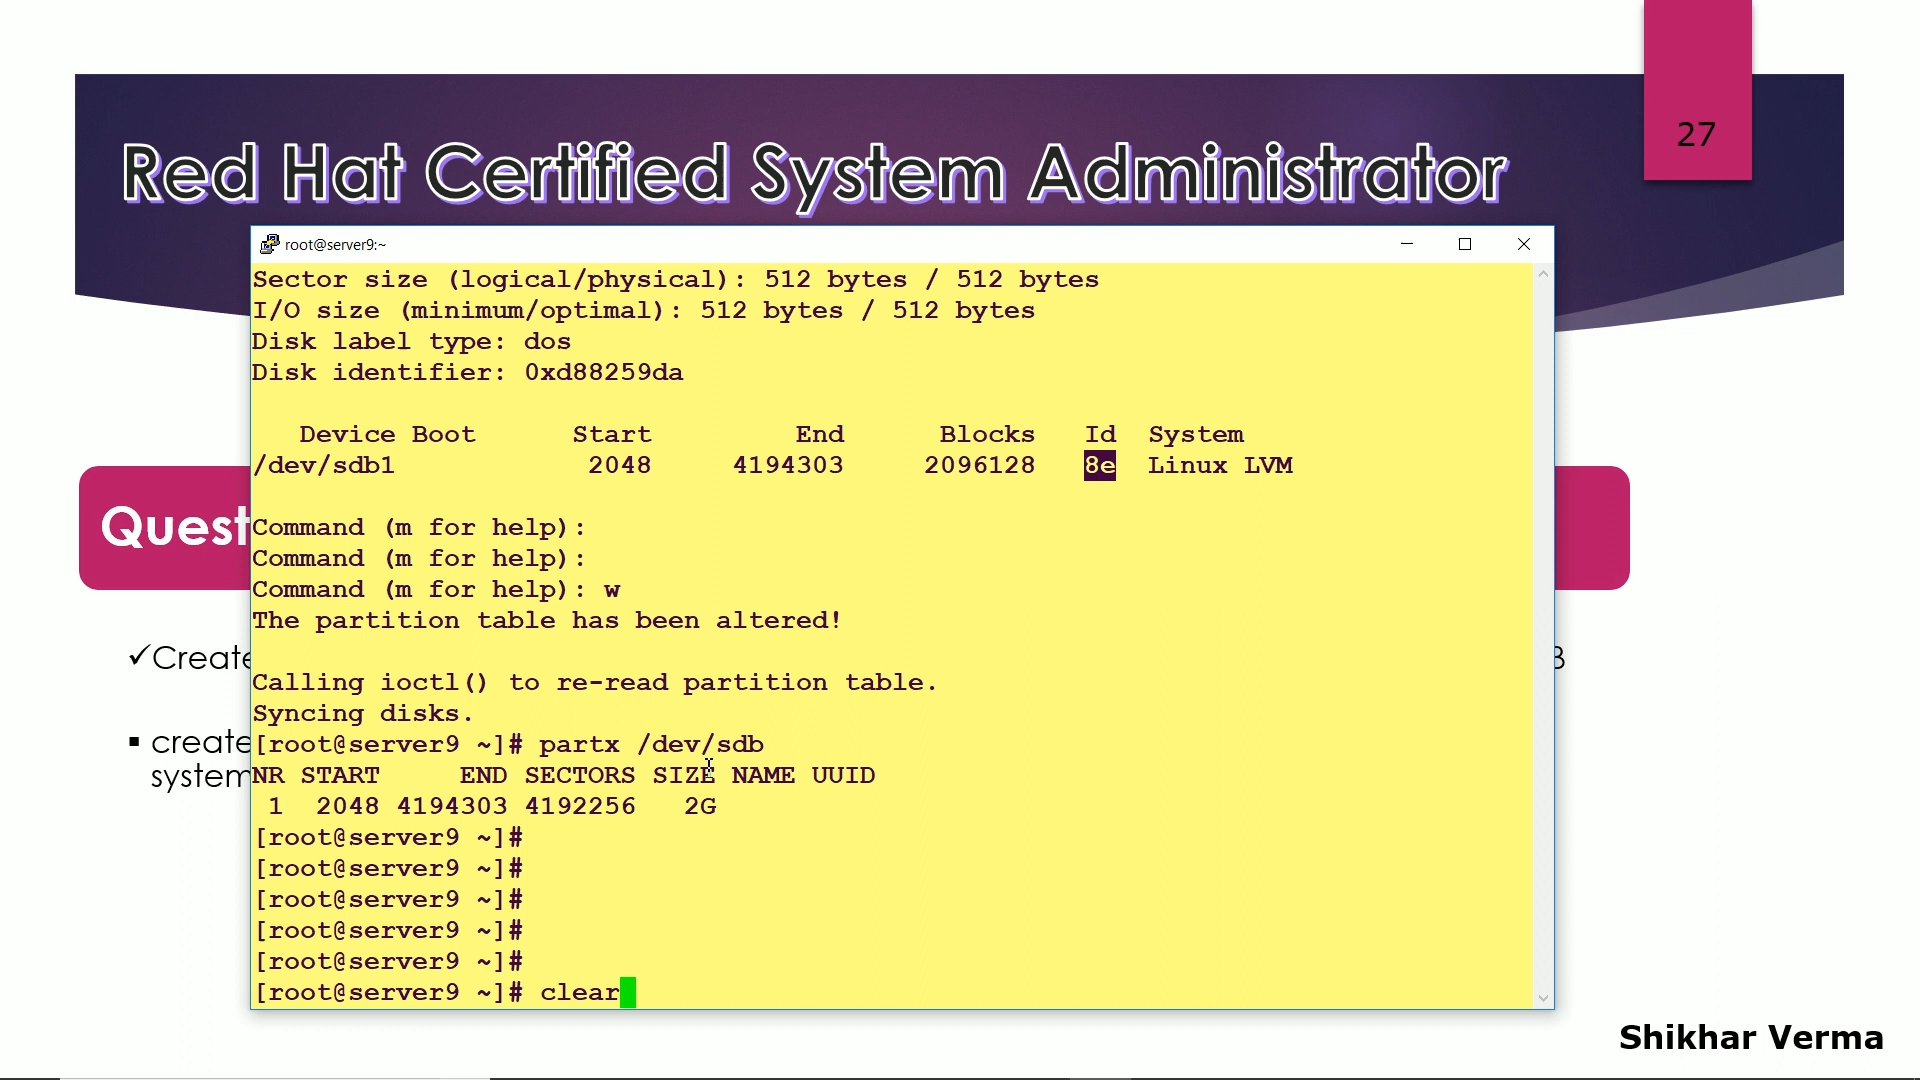 27
Red Hat Certified System Administrator
root@server9:~
Sector size (logical/physical): 512 bytes / 512 bytes
I/O size (minimum/optimal): 512 bytes / 512 bytes
Disk label type: dos
Disk identifier: 0xd88259da
Device Boot Start End Blocks Id System
/dev/sdb1 2048 4194303 2096128 8e Linux LVM
Command (m for help):
Command (m for help):
Command (m for help): w
The partition table has been altered!
Calling ioctl() to re-read partition table.
Syncing disks.
[root@server9 ~]# partx /dev/sdb
NR START END SECTORS SIZE NAME UUID
1 2048 4194303 4192256 2G
[root@server9 ~]#
[root@server9 ~]#
[root@server9 ~]#
[root@server9 ~]#
[root@server9 ~]#
[root@server9 ~]# clear
Quest
✓Create
▪ create
system
Shikhar Verma